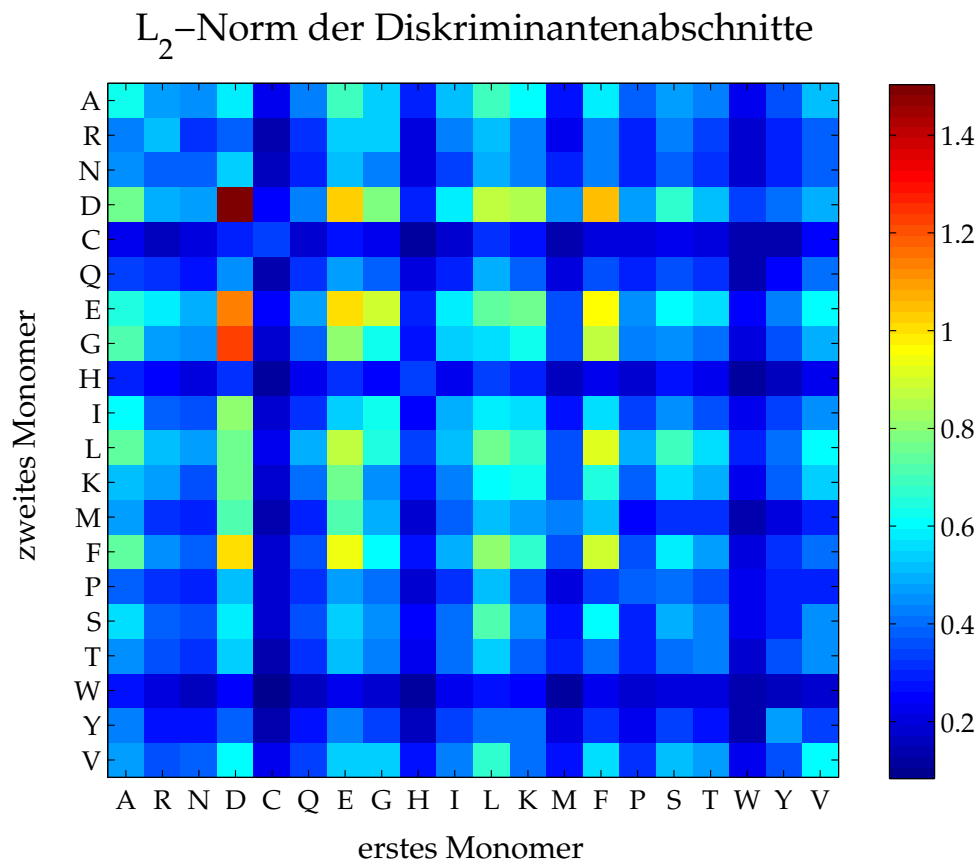 L₂−Norm der Diskriminantenabschnitte
zweites Monomer
A
R
N
D
C
Q
E
G
H
I
L
K
M
F
P
S
T
W
Y
V
A R N D C Q E G H I L K M F P S T W Y V
erstes Monomer
1.4
1.2
1
0.8
0.6
0.4
0.2